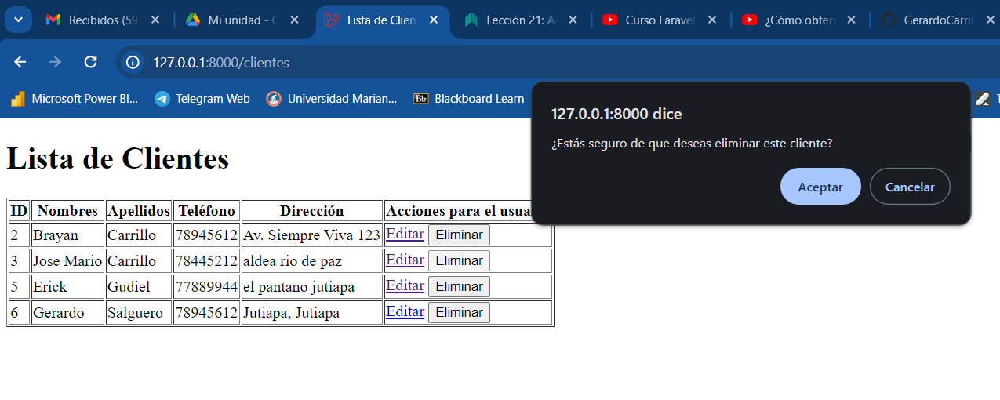 Recibidos (59
Mi unidad - G
Lista de Clien
Lección 21: A
Curso Laravel
¿Cómo obten
GerardoCarril
127.0.0.1:8000/clientes
Microsoft Power BI...
Telegram Web
Universidad Marian...
Bb Blackboard Learn
127.0.0.1:8000 dice
¿Estás seguro de que deseas eliminar este cliente?
Aceptar Cancelar
Lista de Clientes
ID Nombres Apellidos Teléfono Dirección Acciones para el usua
2 Brayan Carrillo 78945612 Av. Siempre Viva 123 Editar Eliminar
3 Jose Mario Carrillo 78445212 aldea rio de paz Editar Eliminar
5 Erick Gudiel 77889944 el pantano jutiapa Editar Eliminar
6 Gerardo Salguero 78945612 Jutiapa, Jutiapa Editar Eliminar